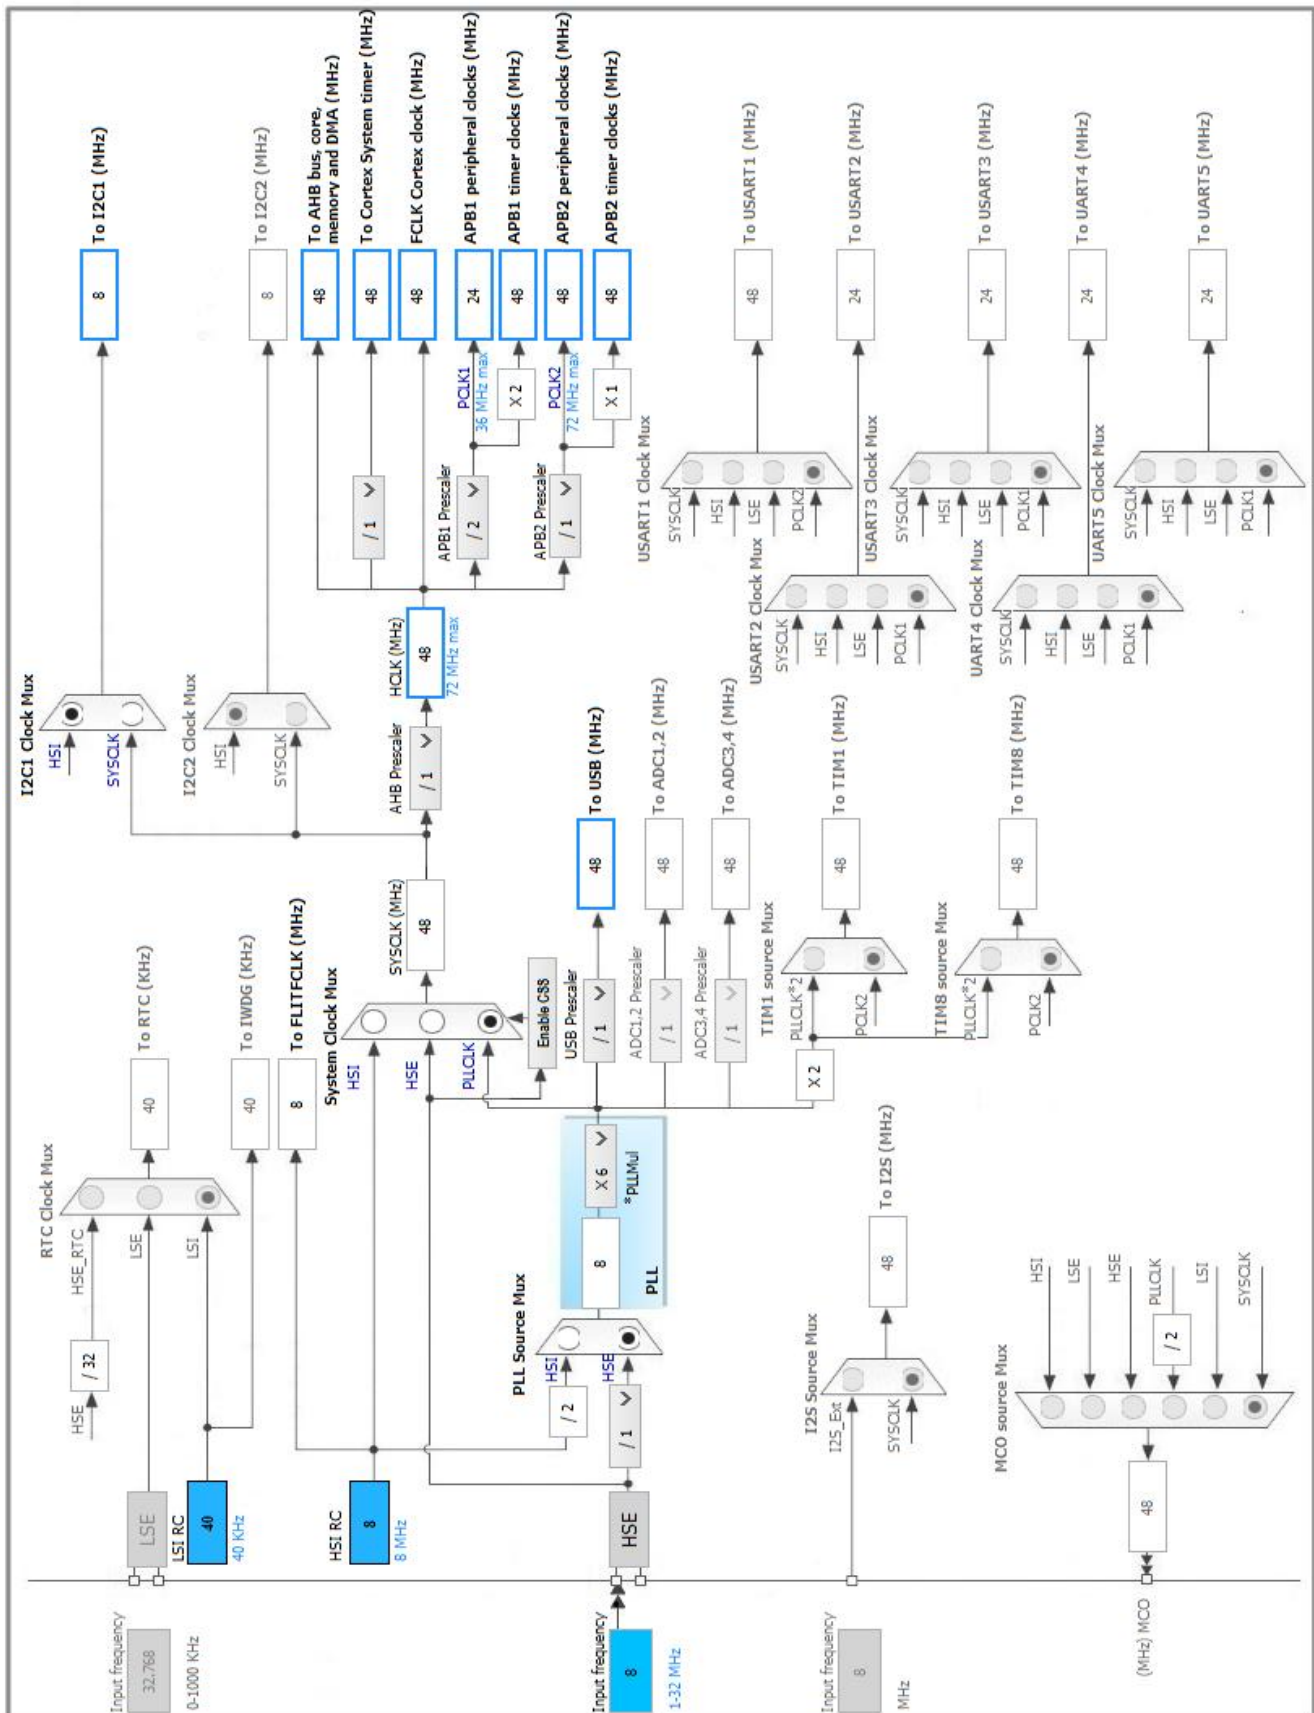 Input frequency
32.768
0-1000 KHz
LSE
LSI RC
40
40 KHz
HSI RC
8
8 MHz
Input frequency
8
1-32 MHz
HSE
Input frequency
8
MHz
(MHz) MCO
48
HSE
/ 32
HSE_RTC
RTC Clock Mux
LSE
LSI
40
To RTC (KHz)
40
To IWDG (KHz)
8
To FLITFCLK (MHz)
PLL Source Mux
/ 2
HSI
/ 1
HSE
8
X 6
*PLLMul
PLL
System Clock Mux
HSI
HSE
PLLCLK
Enable CSS
SYSCLK (MHz)
48
AHB Prescaler
/ 1
HCLK (MHz)
48
72 MHz max
I2C1 Clock Mux
HSI
SYSCLK
8
To I2C1 (MHz)
I2C2 Clock Mux
HSI
SYSCLK
8
To I2C2 (MHz)
48
To AHB bus, core,
memory and DMA (MHz)
/ 1
48
To Cortex System timer (MHz)
48
FCLK Cortex clock (MHz)
APB1 Prescaler
/ 2
PCLK1
36 MHz max
24
APB1 peripheral clocks (MHz)
X 2
48
APB1 timer clocks (MHz)
APB2 Prescaler
/ 1
PCLK2
72 MHz max
48
APB2 peripheral clocks (MHz)
X 1
48
APB2 timer clocks (MHz)
USB Prescaler
/ 1
48
To USB (MHz)
ADC1,2 Prescaler
/ 1
48
To ADC1,2 (MHz)
ADC3,4 Prescaler
/ 1
48
To ADC3,4 (MHz)
X 2
TIM1 source Mux
PLLCLK*2
PCLK2
48
To TIM1 (MHz)
TIM8 source Mux
PLLCLK*2
PCLK2
48
To TIM8 (MHz)
USART1 Clock Mux
SYSCLK
HSI
LSE
PCLK2
48
To USART1 (MHz)
USART2 Clock Mux
SYSCLK
HSI
LSE
PCLK1
24
To USART2 (MHz)
USART3 Clock Mux
SYSCLK
HSI
LSE
PCLK1
24
To USART3 (MHz)
UART4 Clock Mux
SYSCLK
HSI
LSE
PCLK1
24
To UART4 (MHz)
UART5 Clock Mux
SYSCLK
HSI
LSE
PCLK1
24
To UART5 (MHz)
I2S Source Mux
I2S_Ext
SYSCLK
48
To I2S (MHz)
MCO source Mux
HSI
LSE
HSE
PLLCLK
/ 2
LSI
SYSCLK